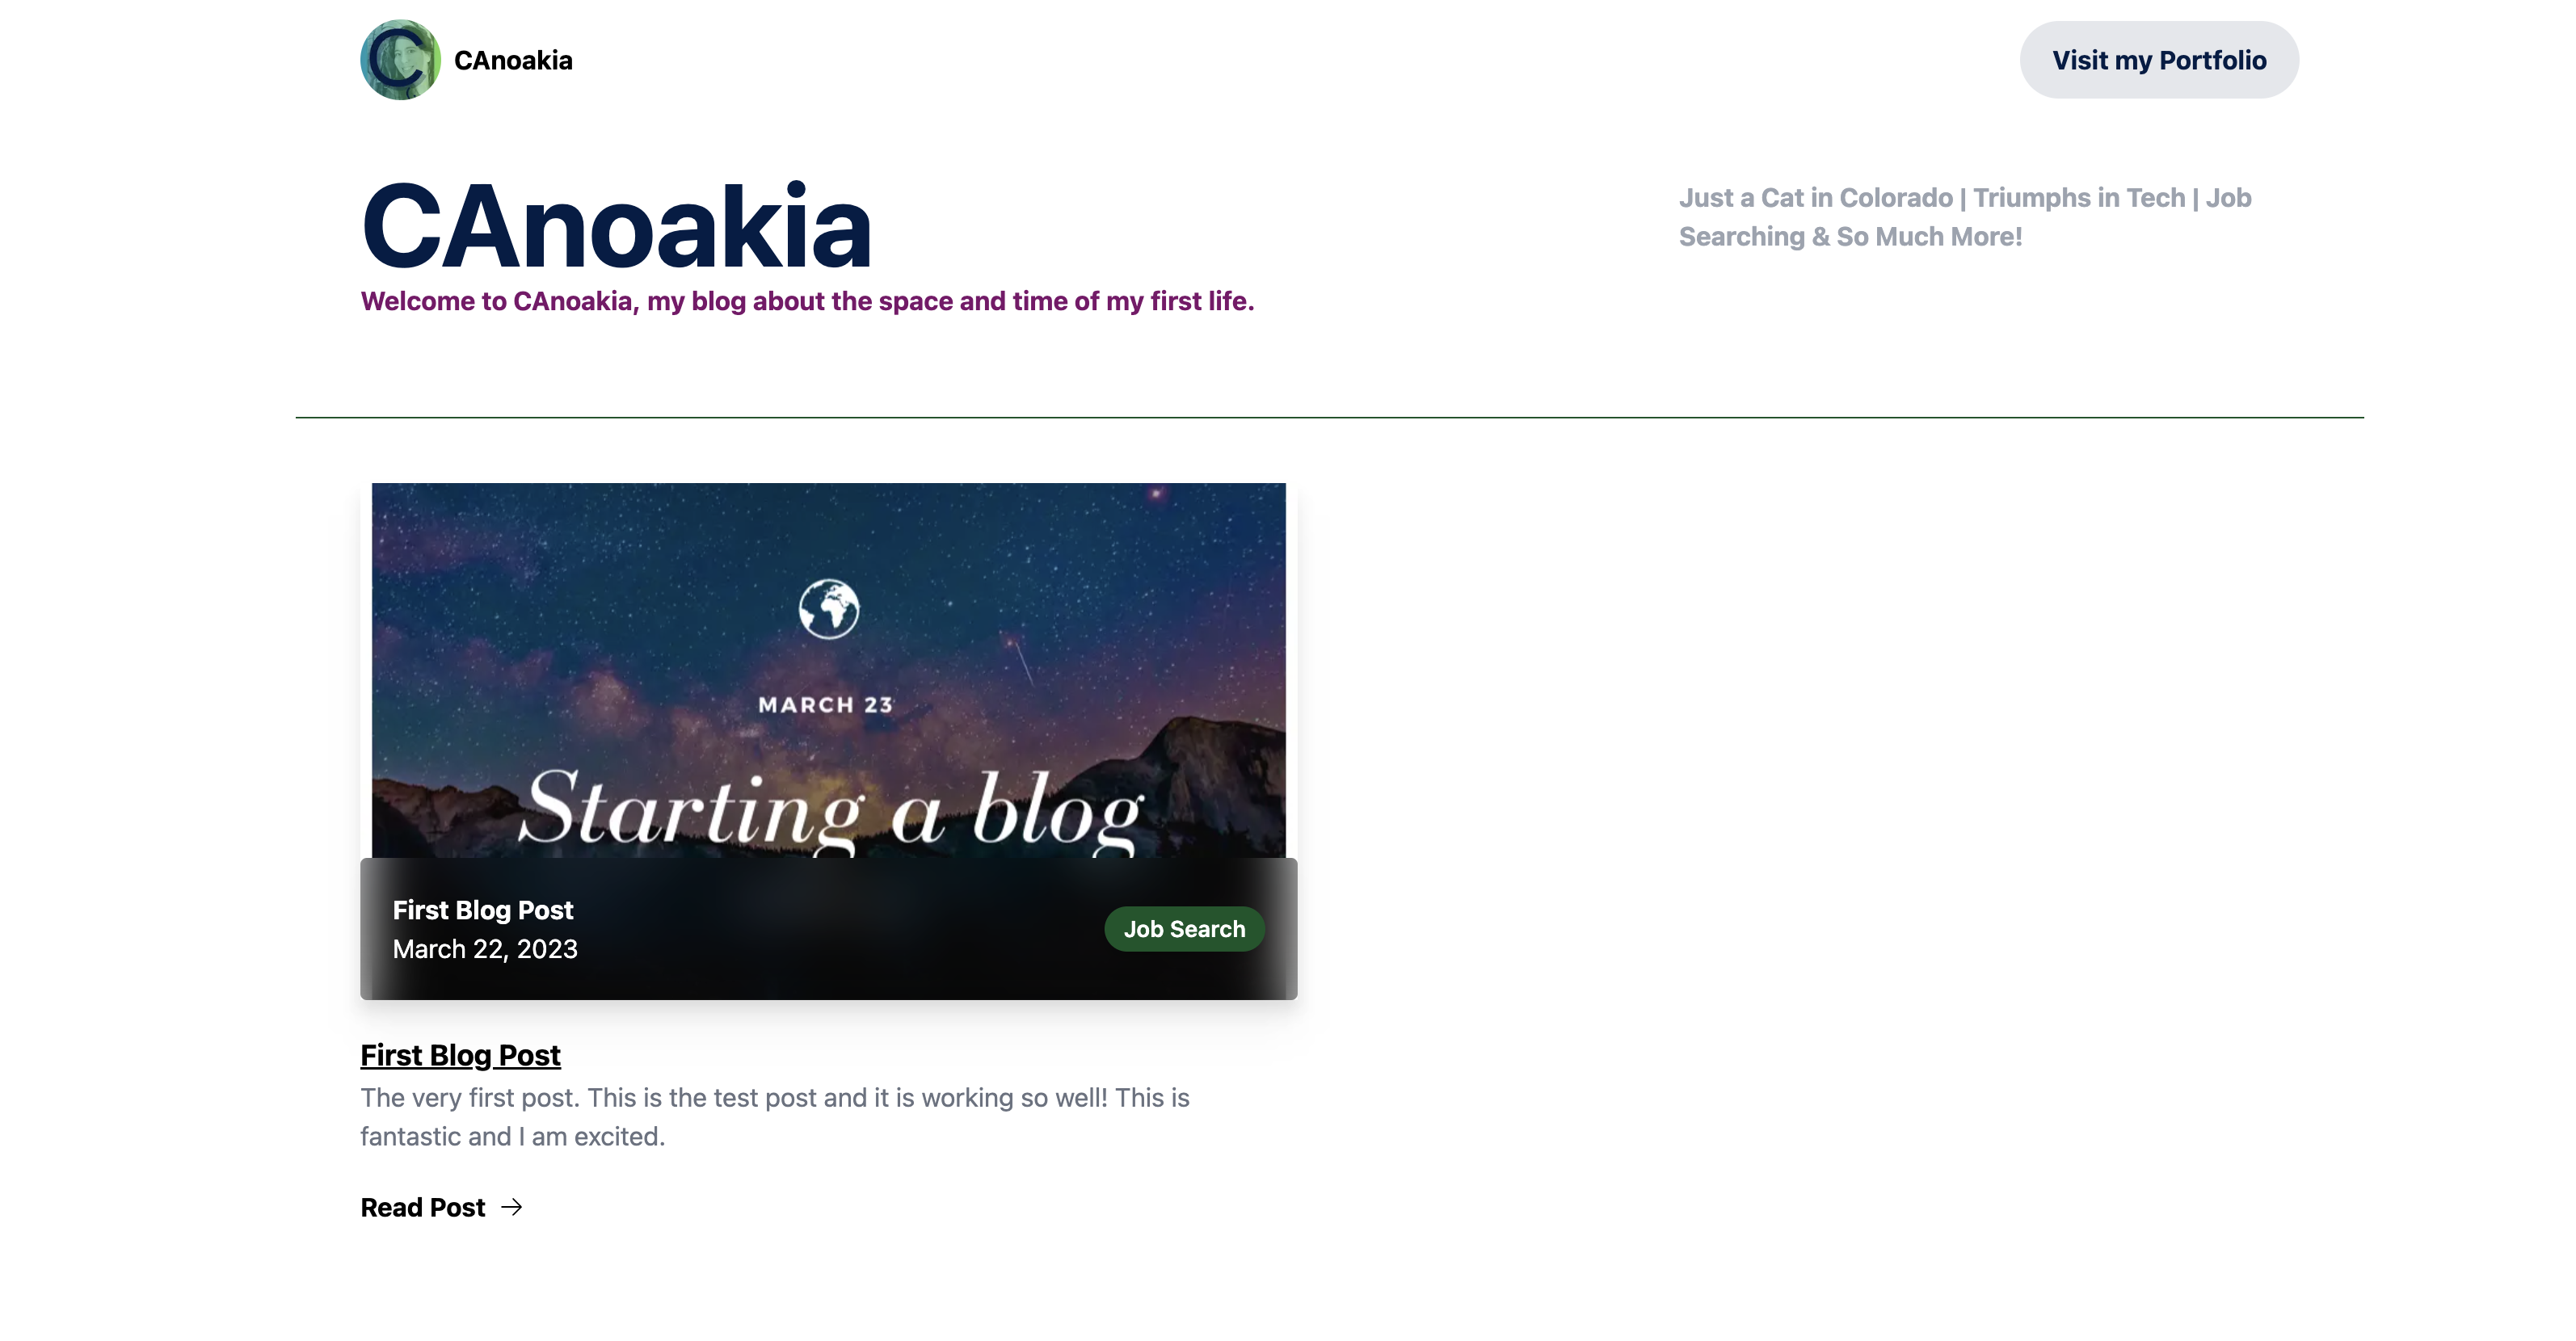 C
CAnoakia
Visit my Portfolio
CAnoakia
Just a Cat in Colorado | Triumphs in Tech | Job
Searching & So Much More!
Welcome to CAnoakia, my blog about the space and time of my first life.
MARCH 23
Starting a blog
First Blog Post
March 22, 2023
Job Search
First Blog Post
The very first post. This is the test post and it is working so well! This is
fantastic and I am excited.
Read Post →